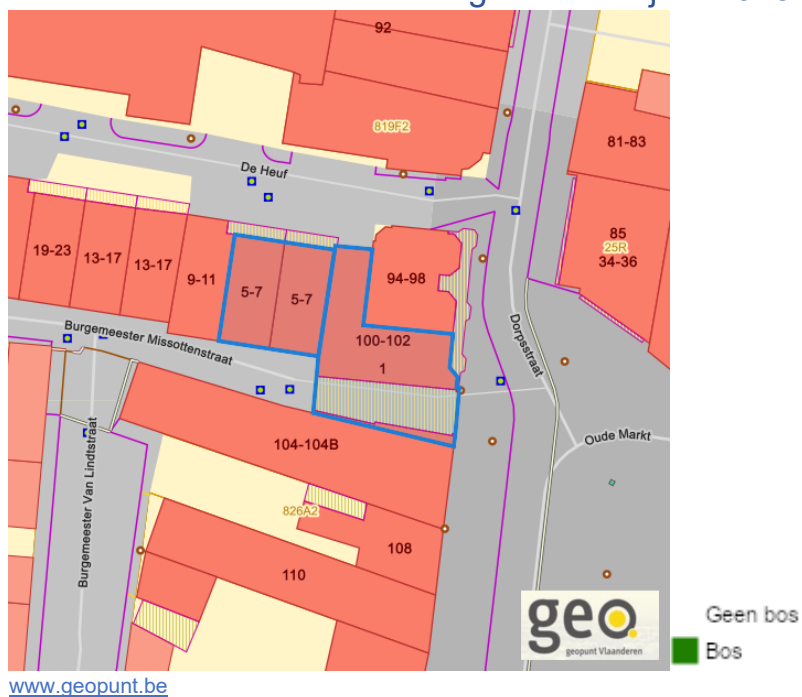 92
819F2
81-83
De Heuf
85
25R
34-36
19-23
13-17
13-17
9-11
5-7
5-7
94-98
100-102
1
Burgemeester Missottenstraat
Dorpsstraat
Oude Markt
Burgemeester Van Lindtstraat
104-104B
826A2
108
110
geo.
geopunt Vlaanderen
Geen bos
Bos
www.geopunt.be